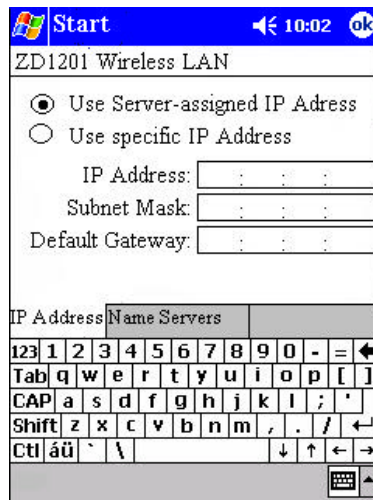 Start 10:02 ok
ZD1201 Wireless LAN
Use Server-assigned IP Adress
Use specific IP Address
IP Address: : : :
Subnet Mask: : : :
Default Gateway: : : :
IP Address Name Servers
123 1 2 3 4 5 6 7 8 9 0 - = ←
Tab q w e r t y u i o p [ ]
CAP a s d f g h j k l ; '
Shift z x c v b n m , . / ↵
Ctl áü ` \ ↓ ↑ ← →